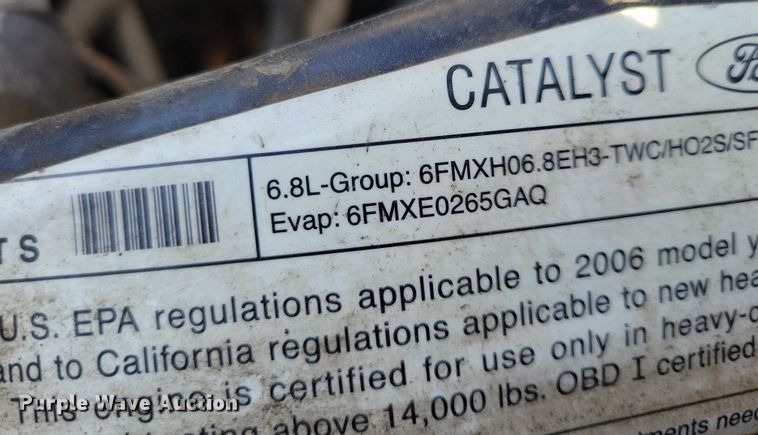 CATALYST
6.8L-Group: 6FMXH06.8EH3-TWC/HO2S/SF
Evap: 6FMXE0265GAQ
TS
U.S. EPA regulations applicable to 2006 model y
and to California regulations applicable to new hea
This engine is certified for use only in heavy-d
above 14,000 lbs. OBD I certified
Purple Wave Auction